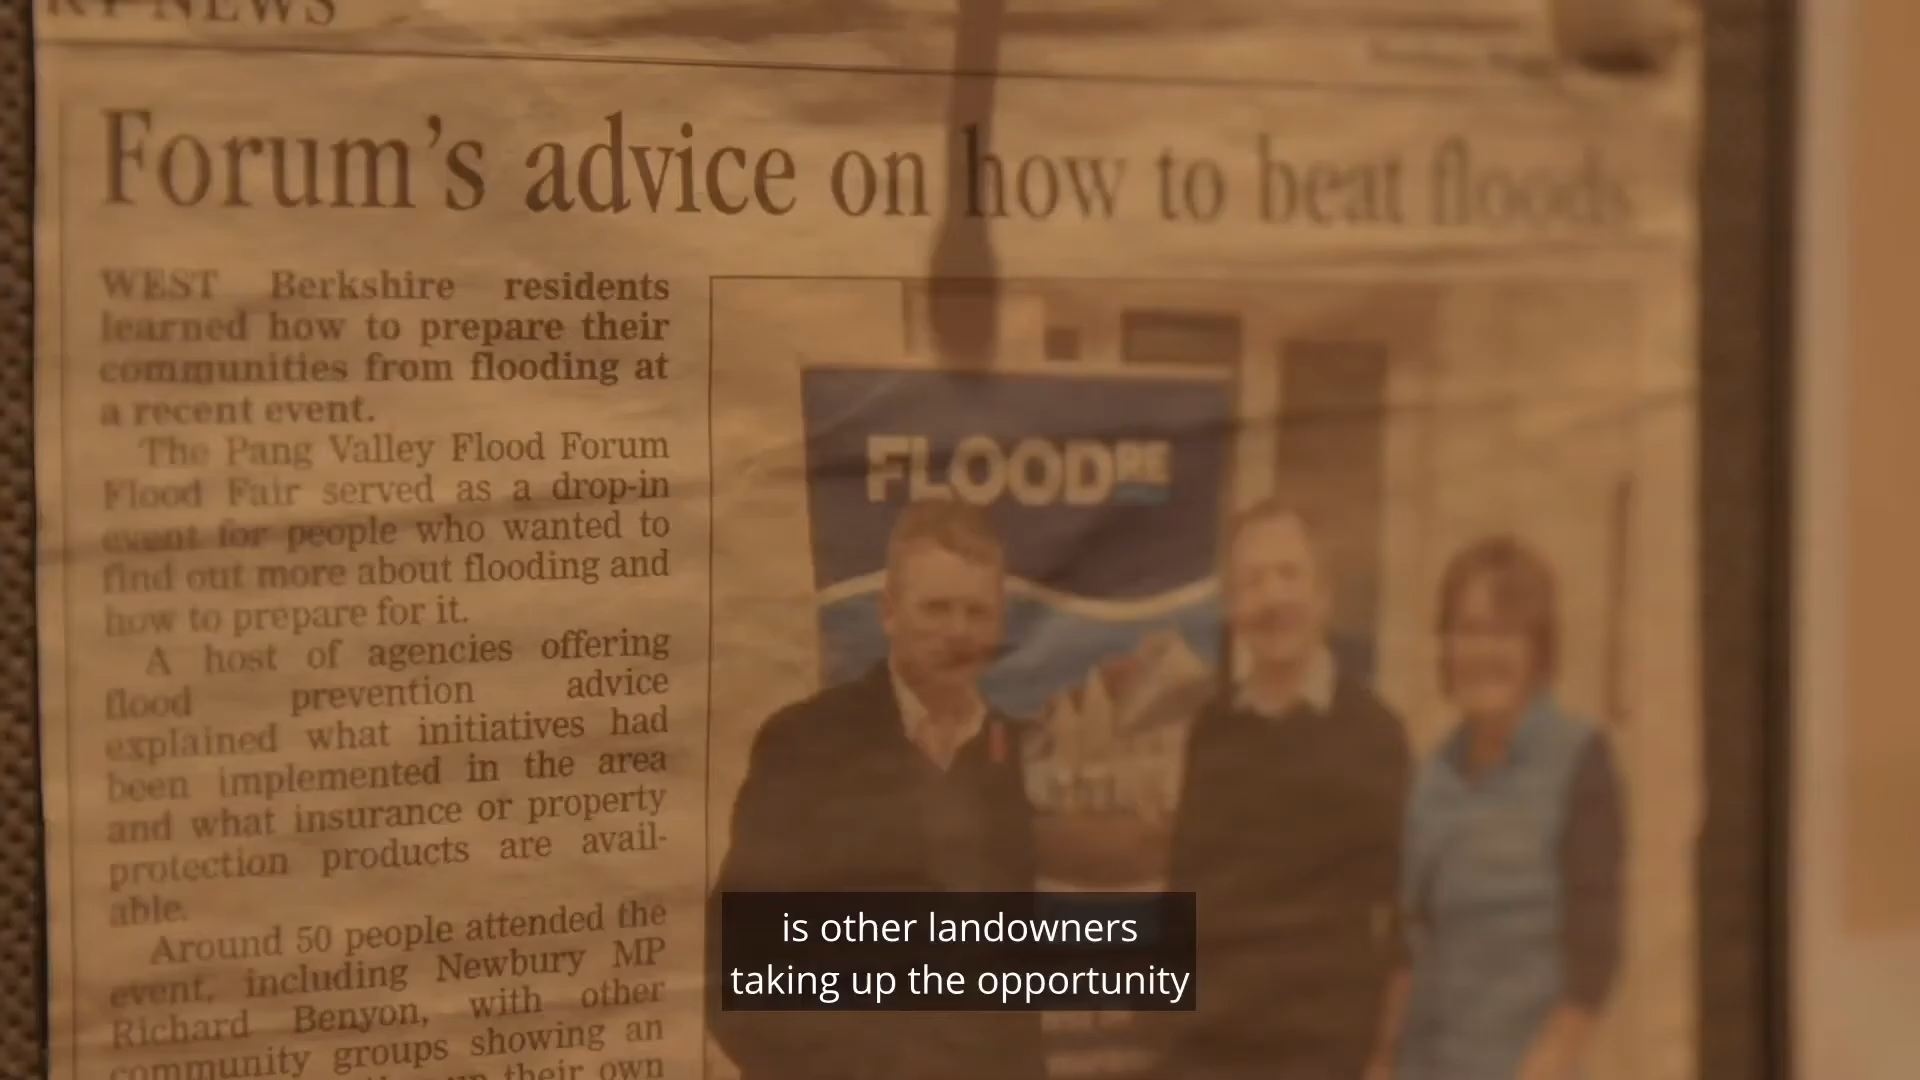 NEWS
Forum's advice on how to beat floods
WEST Berkshire residents
learned how to prepare their
communities from flooding at
a recent event.
The Pang Valley Flood Forum
Flood Fair served as a drop-in
event for people who wanted to
find out more about flooding and
how to prepare for it.
A host of agencies offering
flood prevention advice
explained what initiatives had
been implemented in the area
and what insurance or property
protection products are avail-
able.
Around 50 people attended the
event, including Newbury MP
Richard Benyon, with other
community groups showing an
their own
FLOODRE
is other landowners
taking up the opportunity